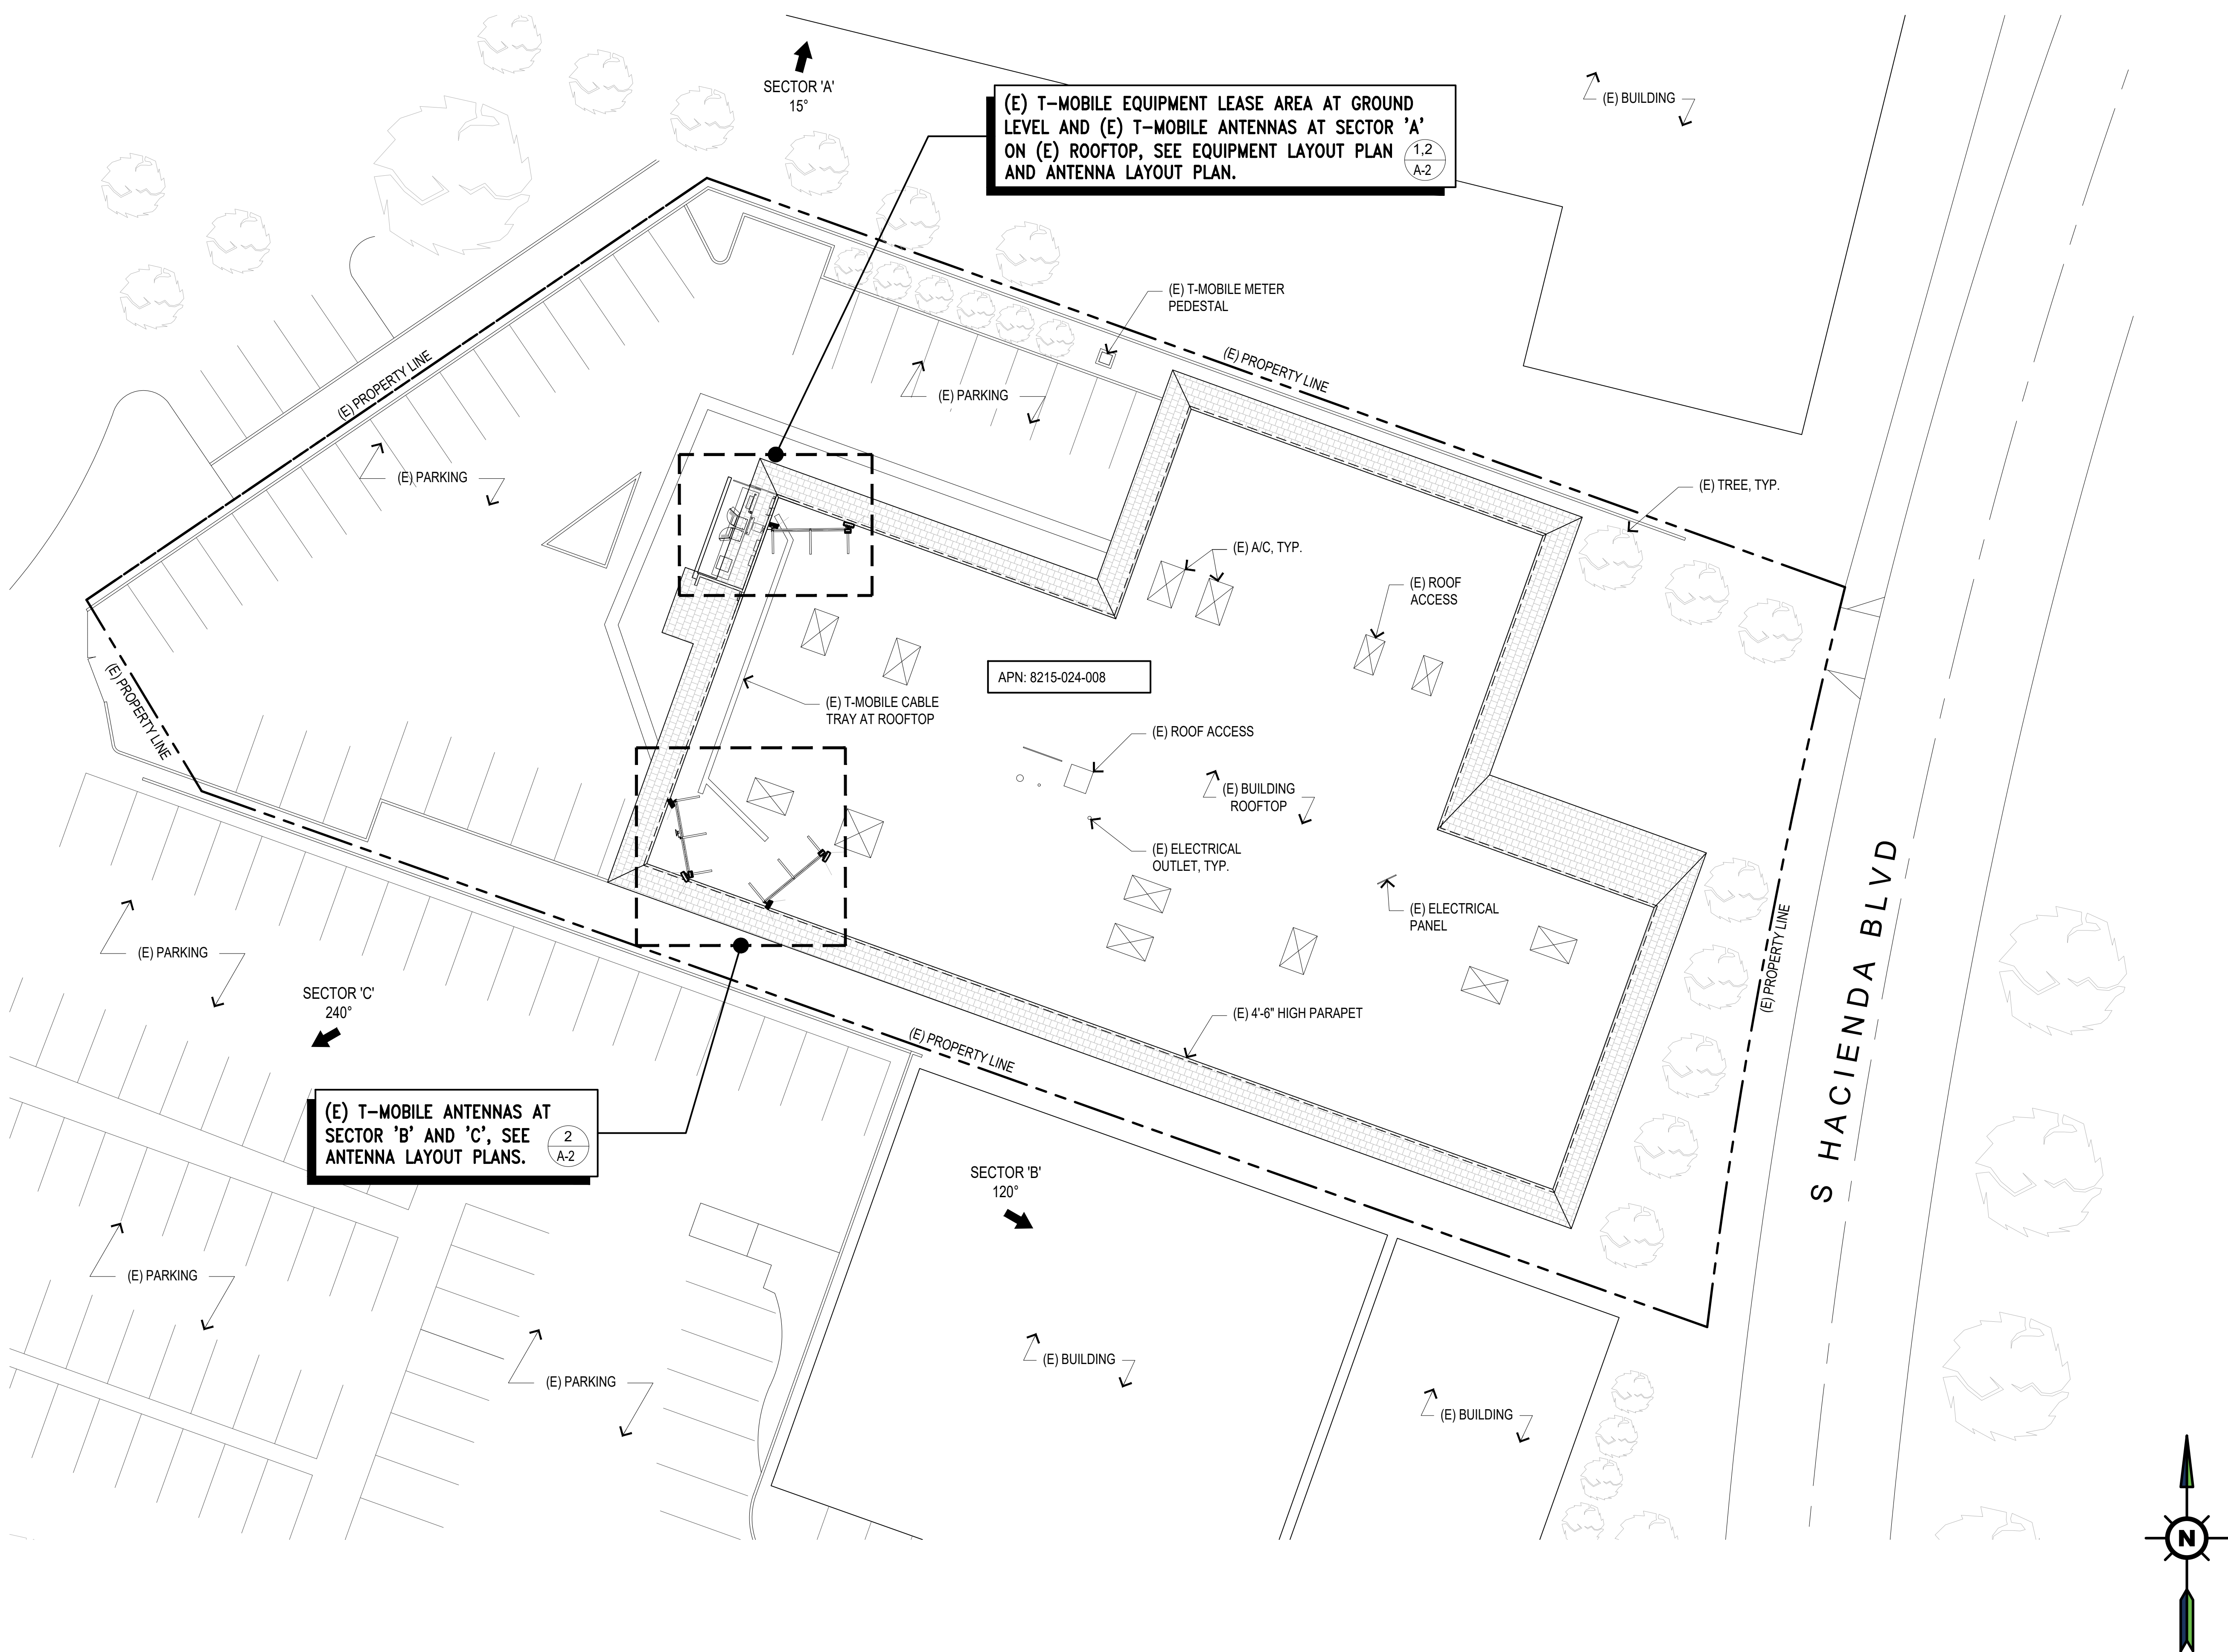 SECTOR 'A'
15°
(E) T-MOBILE EQUIPMENT LEASE AREA AT GROUND
LEVEL AND (E) T-MOBILE ANTENNAS AT SECTOR 'A'
ON (E) ROOFTOP, SEE EQUIPMENT LAYOUT PLAN
AND ANTENNA LAYOUT PLAN.
1,2
A-2
(E) BUILDING
(E) T-MOBILE METER
PEDESTAL
(E) PROPERTY LINE
(E) PROPERTY LINE
(E) PARKING
(E) PARKING
(E) TREE, TYP.
(E) A/C, TYP.
(E) ROOF
ACCESS
APN: 8215-024-008
(E) PROPERTY LINE
(E) T-MOBILE CABLE
TRAY AT ROOFTOP
(E) ROOF ACCESS
(E) BUILDING
ROOFTOP
(E) ELECTRICAL
OUTLET, TYP.
(E) ELECTRICAL
PANEL
(E) PROPERTY LINE
S HACIENDA BLVD
(E) PARKING
SECTOR 'C'
240°
(E) 4'-6" HIGH PARAPET
(E) PROPERTY LINE
(E) T-MOBILE ANTENNAS AT
SECTOR 'B' AND 'C', SEE
ANTENNA LAYOUT PLANS.
2
A-2
SECTOR 'B'
120°
(E) PARKING
(E) BUILDING
(E) PARKING
(E) BUILDING
N